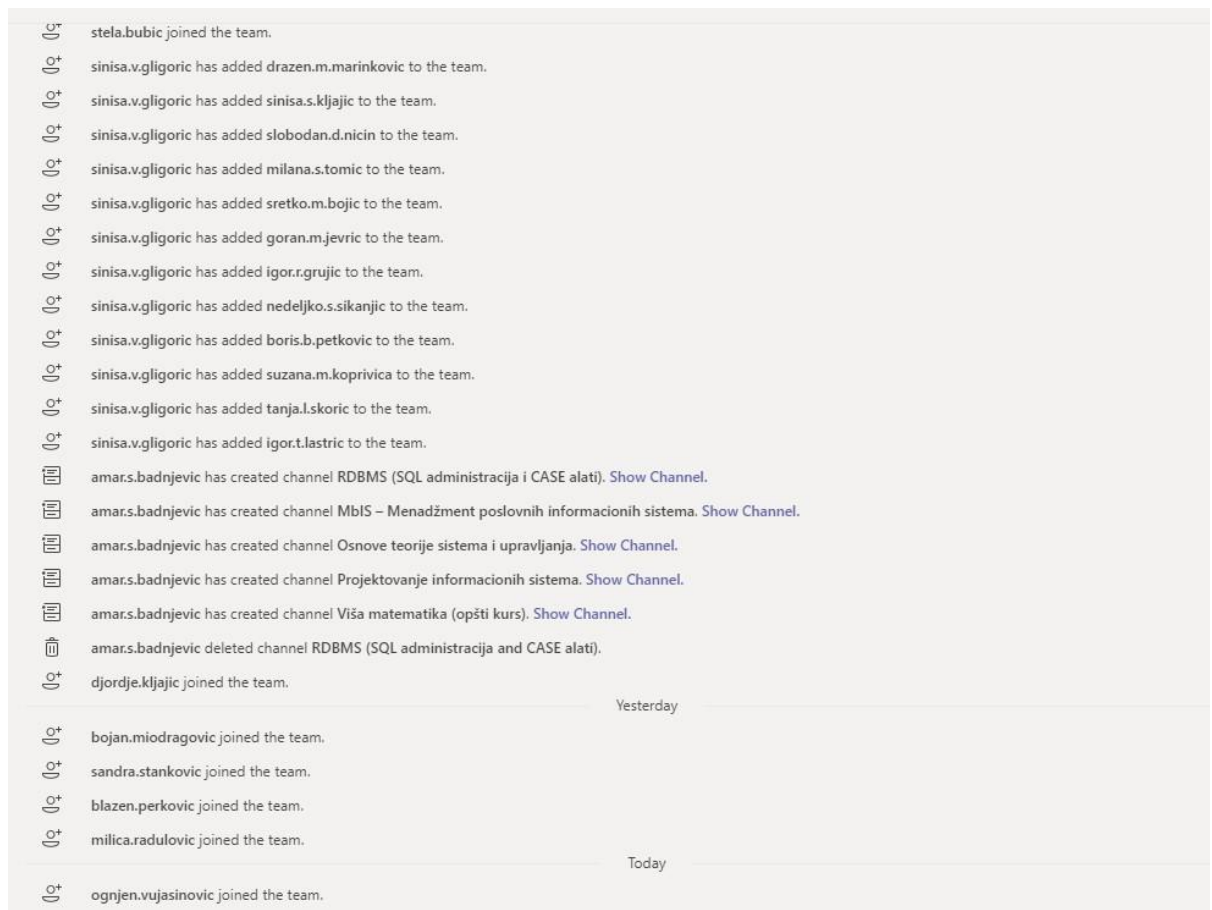 stela.bubic joined the team.
sinisa.v.gligoric has added drazen.m.marinkovic to the team.
sinisa.v.gligoric has added sinisa.s.kljajic to the team.
sinisa.v.gligoric has added slobodan.d.nicin to the team.
sinisa.v.gligoric has added milana.s.tomic to the team.
sinisa.v.gligoric has added sretko.m.bojic to the team.
sinisa.v.gligoric has added goran.m.jevric to the team.
sinisa.v.gligoric has added igor.r.grujic to the team.
sinisa.v.gligoric has added nedeljko.s.sikanjic to the team.
sinisa.v.gligoric has added boris.b.petkovic to the team.
sinisa.v.gligoric has added suzana.m.koprivica to the team.
sinisa.v.gligoric has added tanja.l.skoric to the team.
sinisa.v.gligoric has added igor.t.lastric to the team.
amar.s.badnjevic has created channel RDBMS (SQL administracija i CASE alati). Show Channel.
amar.s.badnjevic has created channel MbIS – Menadžment poslovnih informacionih sistema. Show Channel.
amar.s.badnjevic has created channel Osnove teorije sistema i upravljanja. Show Channel.
amar.s.badnjevic has created channel Projektovanje informacionih sistema. Show Channel.
amar.s.badnjevic has created channel Viša matematika (opšti kurs). Show Channel.
amar.s.badnjevic deleted channel RDBMS (SQL administracija and CASE alati).
djordje.kljajic joined the team.
Yesterday
bojan.miodragovic joined the team.
sandra.stankovic joined the team.
blazen.perkovic joined the team.
milica.radulovic joined the team.
Today
ognjen.vujasinovic joined the team.